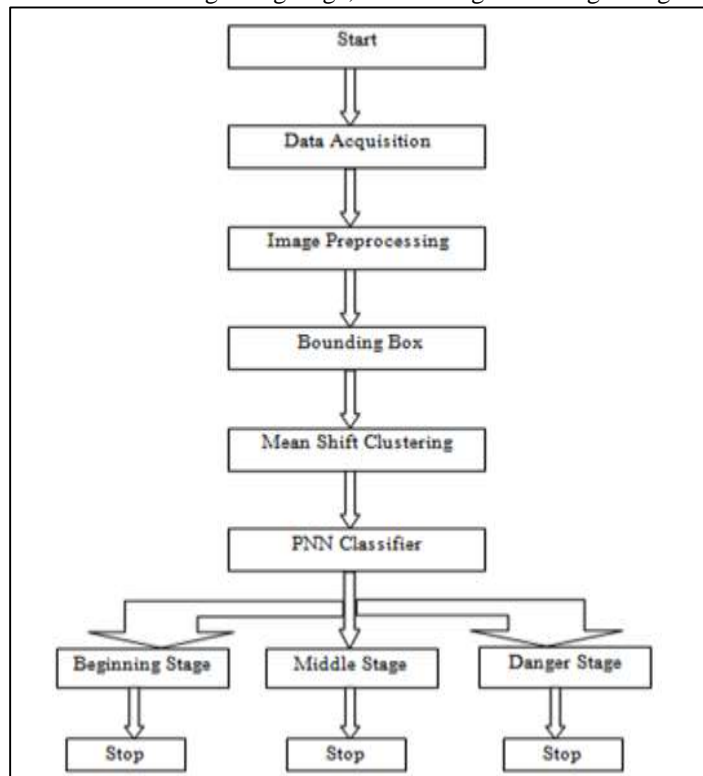 Start
Data Acquisition
Image Preprocessing
Bounding Box
Mean Shift Clustering
PNN Classifier
Beginning Stage Middle Stage Danger Stage
Stop Stop Stop